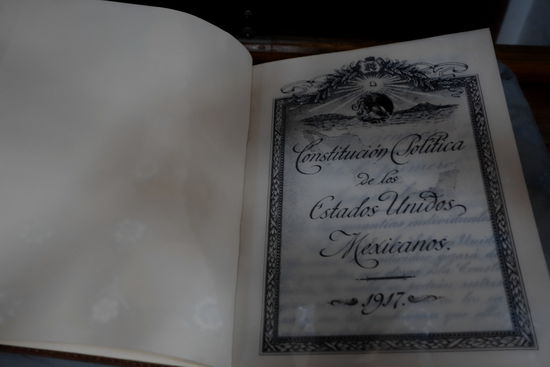 Constitución Política
de los
Estados Unidos
Mexicanos.
1917.